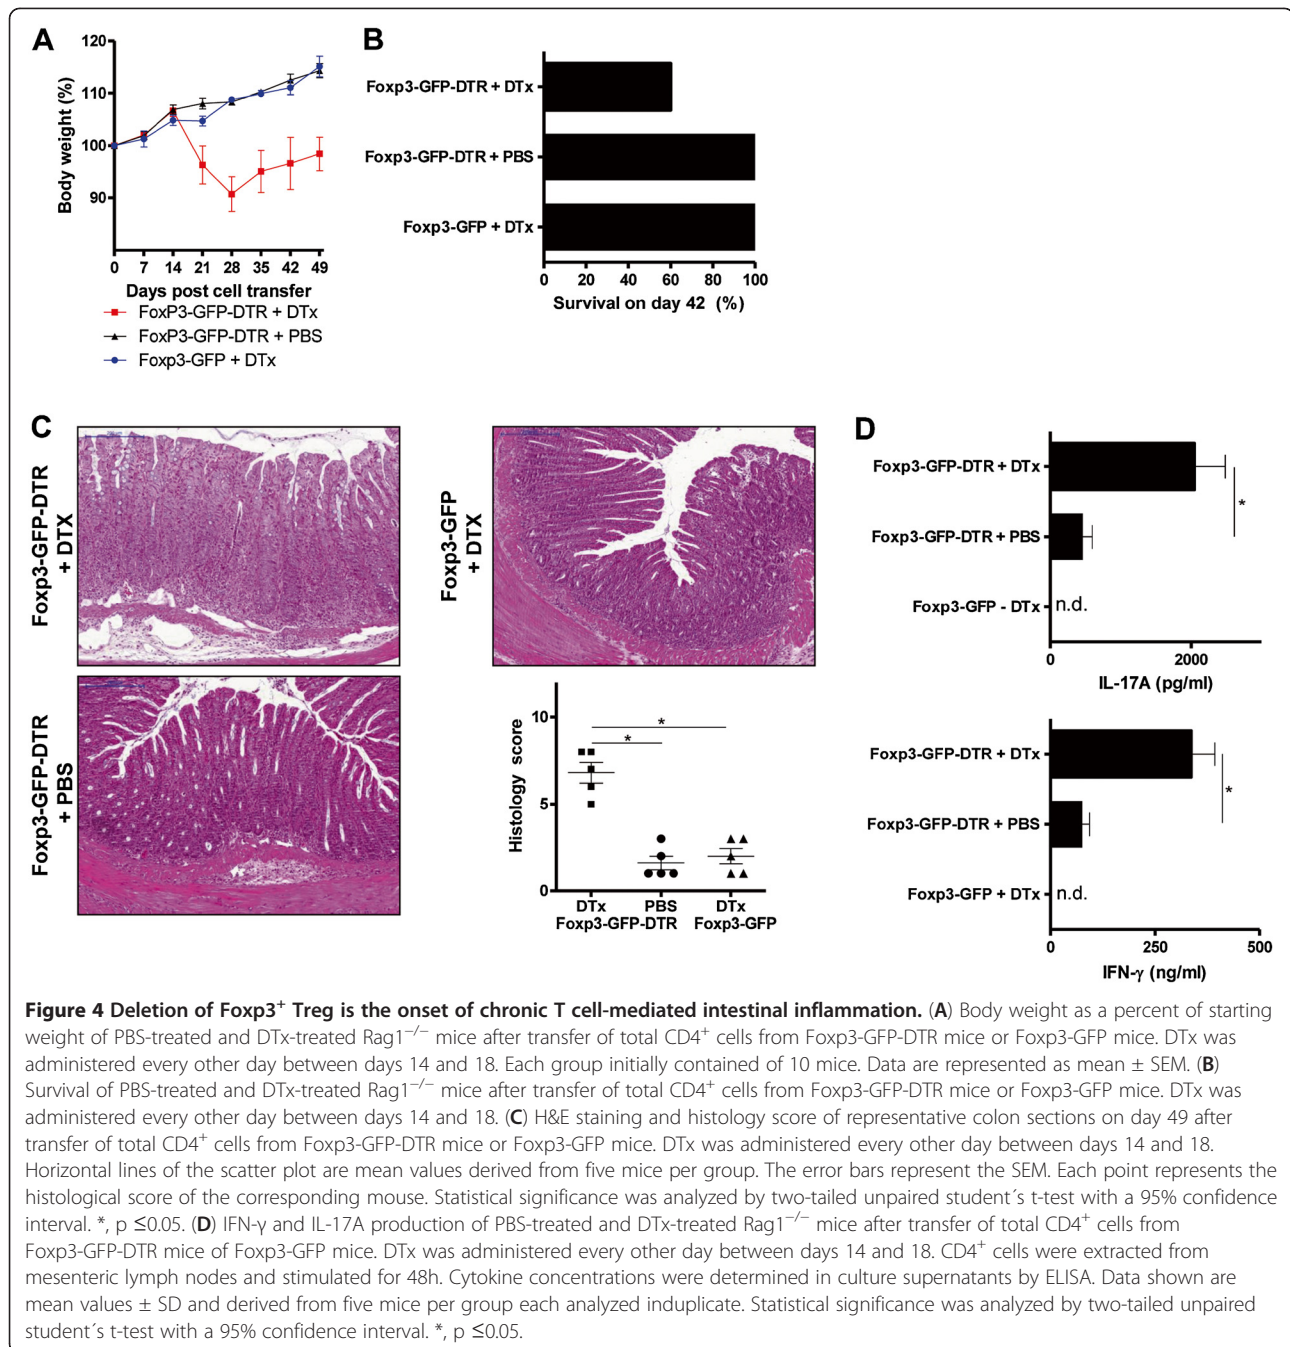 A
120
110
100
90
Body weight (%)
0 7 14 21 28 35 42 49
Days post cell transfer
FoxP3-GFP-DTR + DTx
FoxP3-GFP-DTR + PBS
Foxp3-GFP + DTx
B
Foxp3-GFP-DTR + DTx
Foxp3-GFP-DTR + PBS
Foxp3-GFP + DTx
0 20 40 60 80 100
Survival on day 42 (%)
C
Foxp3-GFP-DTR
+ DTX
Foxp3-GFP
+ DTX
Foxp3-GFP-DTR
+ PBS
Histology score
10
5
0
*
*
DTx PBS DTx
Foxp3-GFP-DTR Foxp3-GFP
D
Foxp3-GFP-DTR + DTx
Foxp3-GFP-DTR + PBS
Foxp3-GFP - DTx
n.d.
*
0 2000
IL-17A (pg/ml)
Foxp3-GFP-DTR + DTx
Foxp3-GFP-DTR + PBS
Foxp3-GFP + DTx
n.d.
*
0 250 500
IFN-γ (ng/ml)
Figure 4 Deletion of Foxp3⁺ Treg is the onset of chronic T cell-mediated intestinal inflammation. (A) Body weight as a percent of starting
weight of PBS-treated and DTx-treated Rag1⁻/⁻ mice after transfer of total CD4⁺ cells from Foxp3-GFP-DTR mice or Foxp3-GFP mice. DTx was
administered every other day between days 14 and 18. Each group initially contained of 10 mice. Data are represented as mean ± SEM. (B)
Survival of PBS-treated and DTx-treated Rag1⁻/⁻ mice after transfer of total CD4⁺ cells from Foxp3-GFP-DTR mice or Foxp3-GFP mice. DTx was
administered every other day between days 14 and 18. (C) H&E staining and histology score of representative colon sections on day 49 after
transfer of total CD4⁺ cells from Foxp3-GFP-DTR mice or Foxp3-GFP mice. DTx was administered every other day between days 14 and 18.
Horizontal lines of the scatter plot are mean values derived from five mice per group. The error bars represent the SEM. Each point represents the
histological score of the corresponding mouse. Statistical significance was analyzed by two-tailed unpaired student´s t-test with a 95% confidence
interval. *, p ≤0.05. (D) IFN-γ and IL-17A production of PBS-treated and DTx-treated Rag1⁻/⁻ mice after transfer of total CD4⁺ cells from
Foxp3-GFP-DTR mice of Foxp3-GFP mice. DTx was administered every other day between days 14 and 18. CD4⁺ cells were extracted from
mesenteric lymph nodes and stimulated for 48h. Cytokine concentrations were determined in culture supernatants by ELISA. Data shown are
mean values ± SD and derived from five mice per group each analyzed induplicate. Statistical significance was analyzed by two-tailed unpaired
student´s t-test with a 95% confidence interval. *, p ≤0.05.